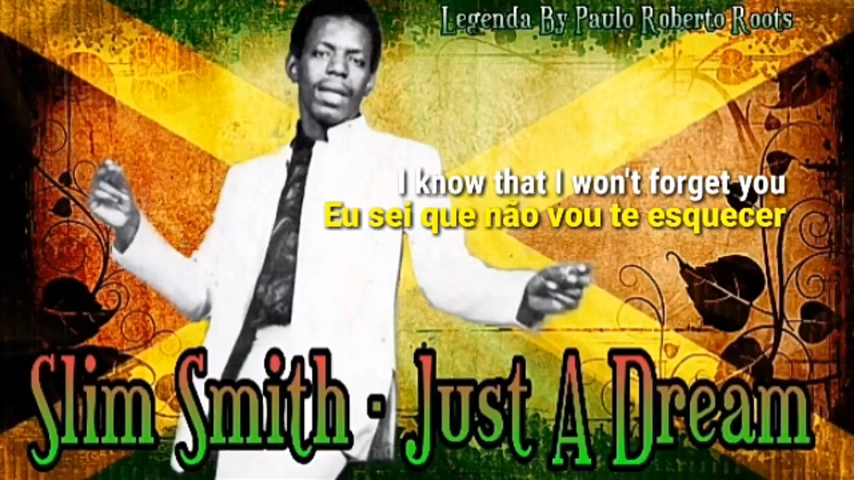 Legenda By Paulo Roberto Roots
I know that I won't forget you
Eu sei que não vou te esquecer
Slim Smith - Just A Dream